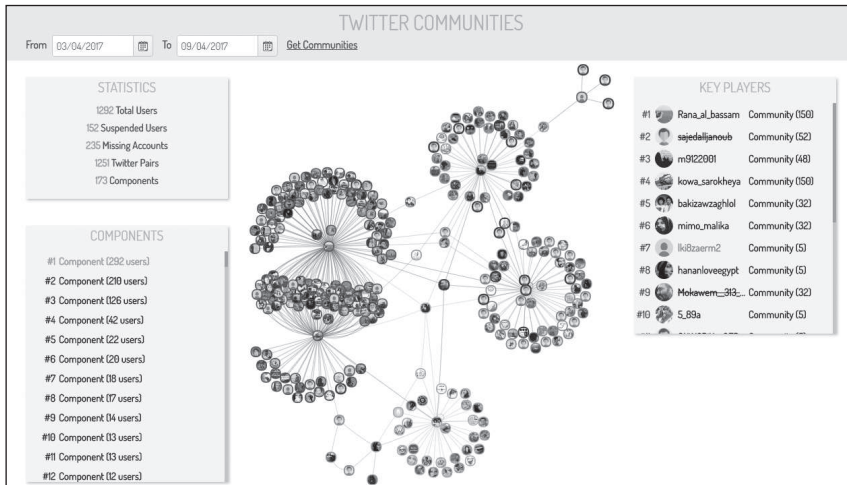 TWITTER COMMUNITIES
From 03/04/2017 To 09/04/2017 Get Communities
STATISTICS
1292 Total Users
152 Suspended Users
235 Missing Accounts
1251 Twitter Pairs
173 Components
COMPONENTS
#1 Component (292 users)
#2 Component (210 users)
#3 Component (126 users)
#4 Component (42 users)
#5 Component (22 users)
#6 Component (20 users)
#7 Component (18 users)
#8 Component (17 users)
#9 Component (14 users)
#10 Component (13 users)
#11 Component (13 users)
#12 Component (12 users)
KEY PLAYERS
#1 Rana_al_bassam Community (150)
#2 sajedalljanoub Community (52)
#3 m9122001 Community (48)
#4 kowa_sarokheya Community (150)
#5 bakizawzaghlol Community (32)
#6 mimo_malika Community (32)
#7 lki8zaerm2 Community (5)
#8 hananloveegypt Community (5)
#9 Mokawem__313_... Community (32)
#10 S_89a Community (5)